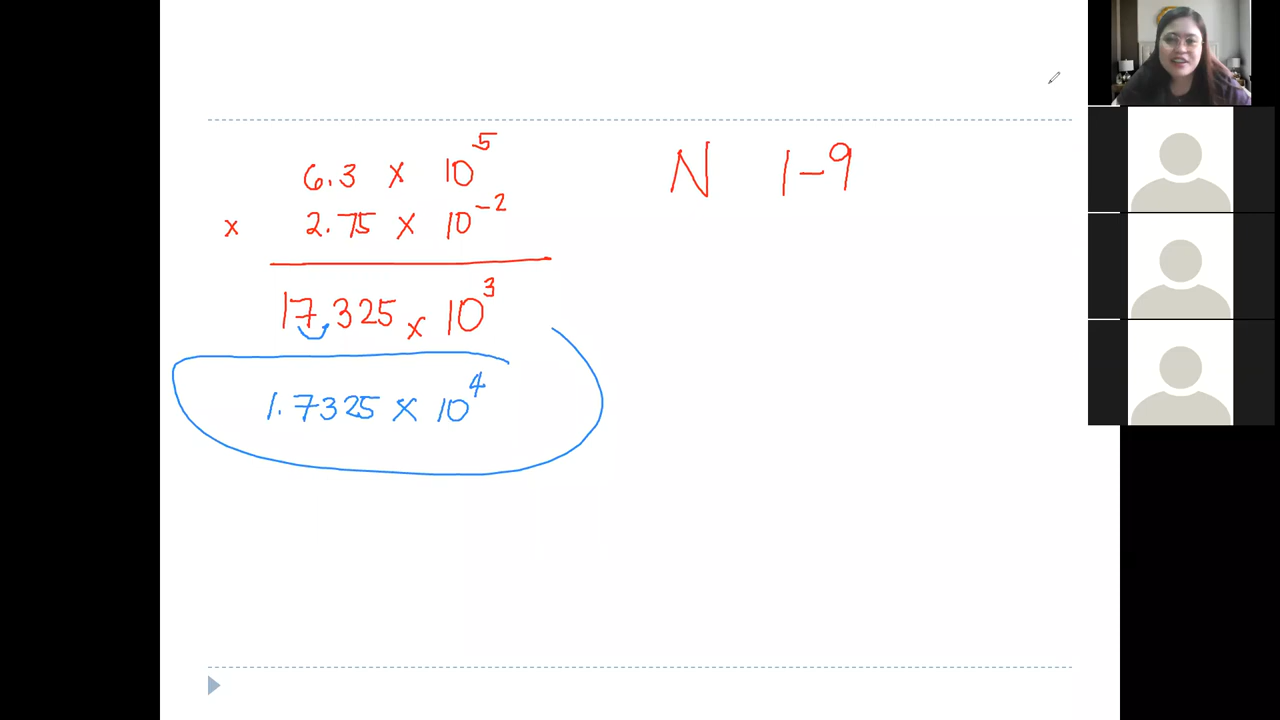 6.3 x 10^5
x 2.75 x 10^-2
17.325 x 10^3
1.7325 x 10^4
N 1-9